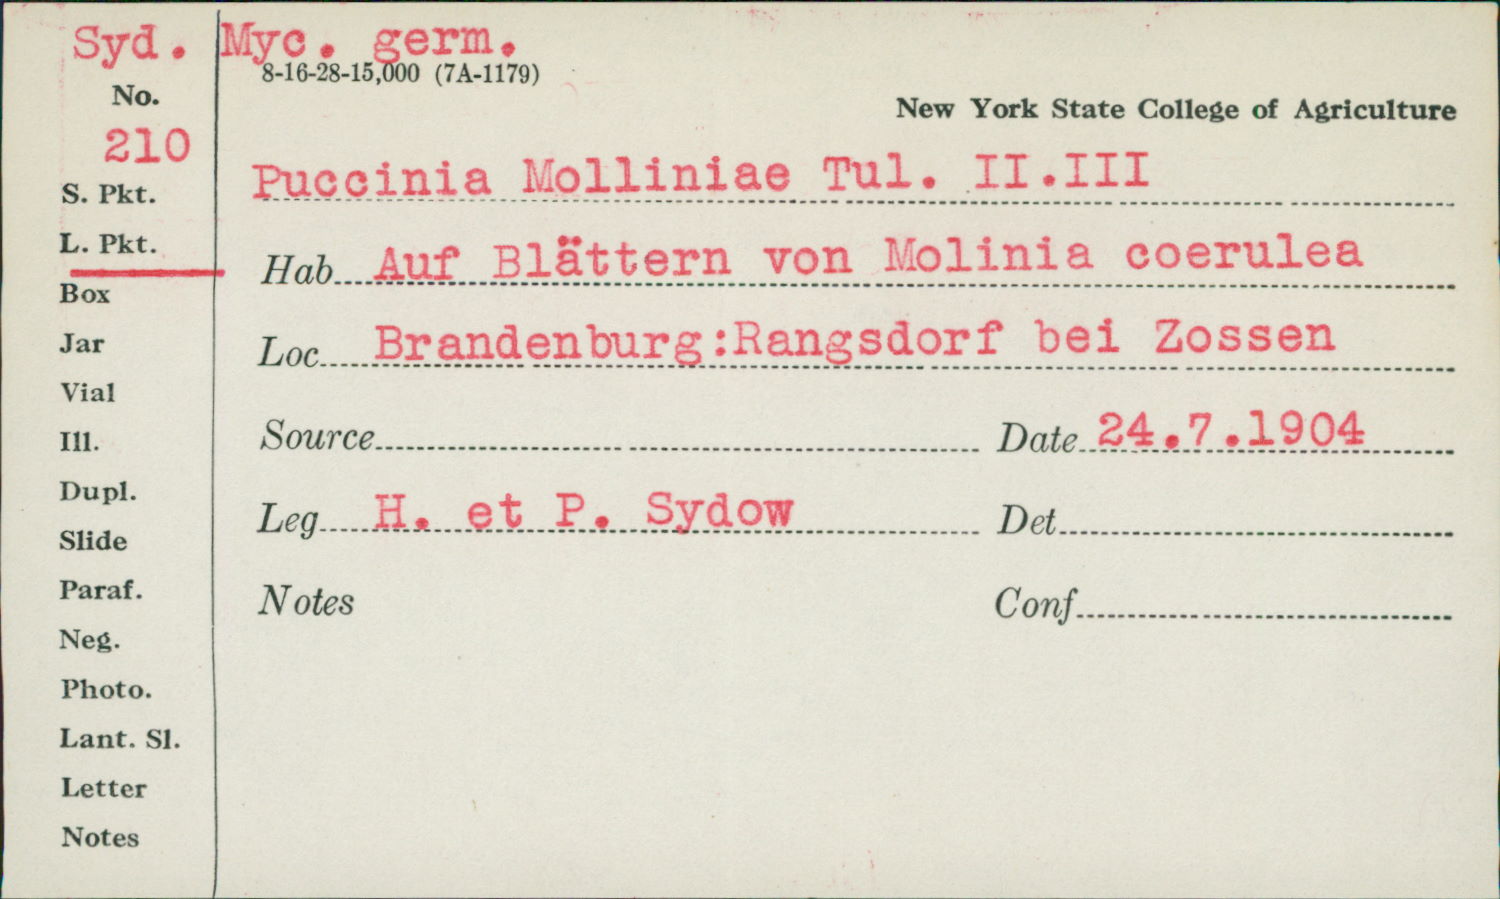 Syd. Myc. germ.
8-16-28-15,000 (7A-1179)
No.
New York State College of Agriculture
210
Puccinia Molliniae Tul. II.III
S. Pkt.
L. Pkt.
Hab. Auf Blättern von Molinia coerulea
Box
Jar
Loc. Brandenburg:Rangsdorf bei Zossen
Vial
Ill.
Source
Date 24.7.1904
Dupl.
Slide
Leg. H. et P. Sydow
Det
Paraf.
Notes
Conf
Neg.
Photo.
Lant. Sl.
Letter
Notes